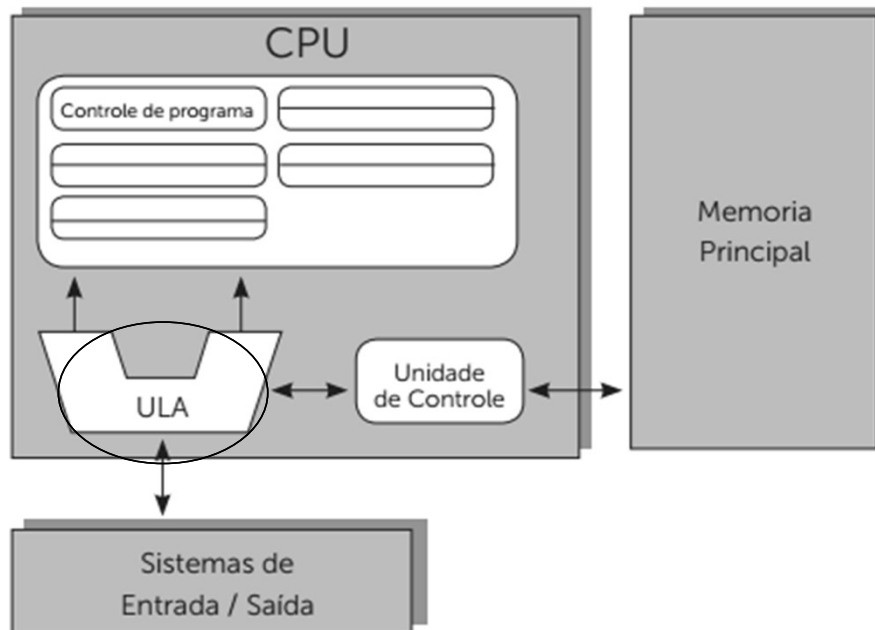 CPU
Controle de programa
Memoria
Principal
Unidade
de Controle
ULA
Sistemas de
Entrada / Saída